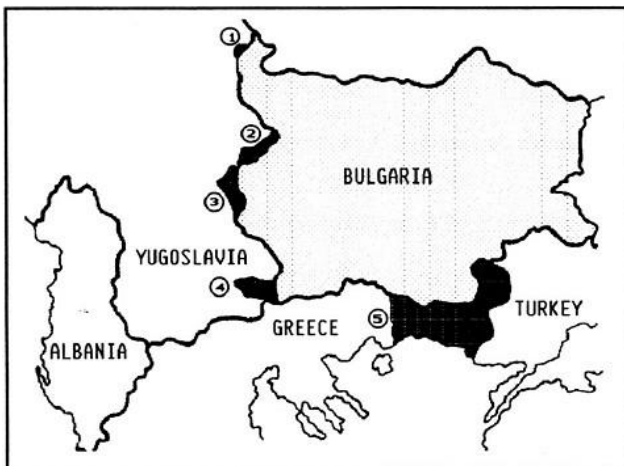 ①
②
BULGARIA
③
YUGOSLAVIA
④
GREECE
⑤
TURKEY
ALBANIA